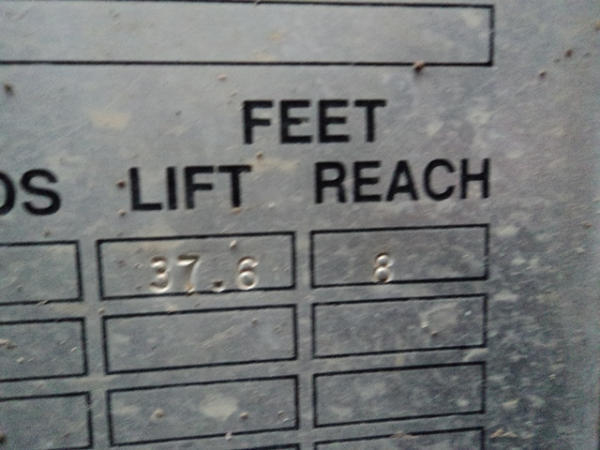 FEET
DS LIFT REACH
37.6 8